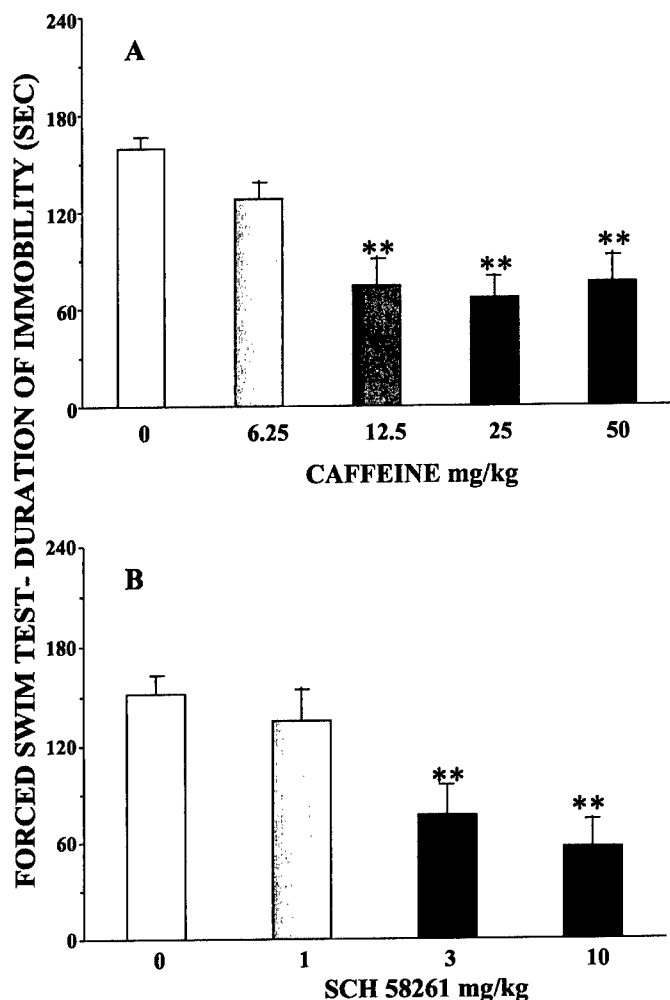 FORCED SWIM TEST- DURATION OF IMMOBILITY (SEC)
240
A
180
120
60
0
**
**
**
0 6.25 12.5 25 50
CAFFEINE mg/kg
240
B
180
120
60
0
**
**
0 1 3 10
SCH 58261 mg/kg